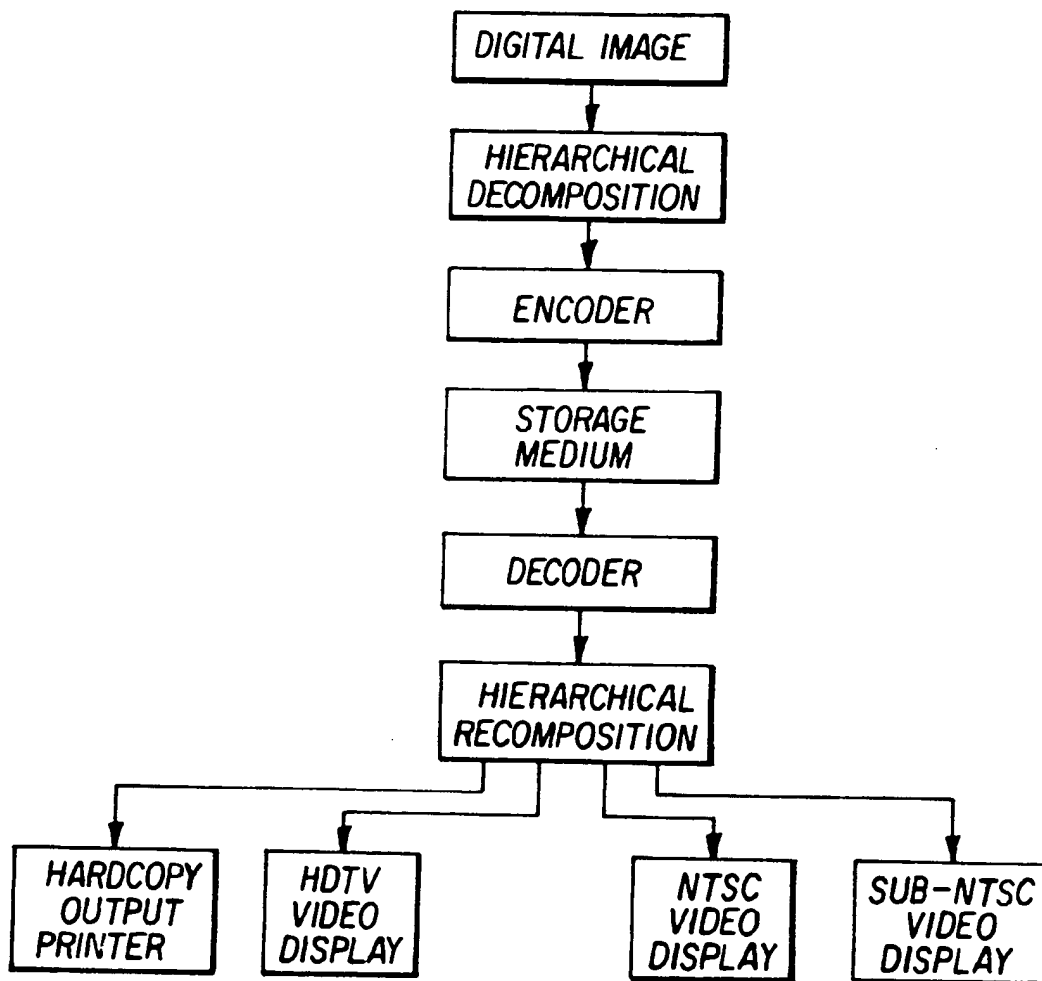 DIGITAL IMAGE
HIERARCHICAL
DECOMPOSITION
ENCODER
STORAGE
MEDIUM
DECODER
HIERARCHICAL
RECOMPOSITION
HARDCOPY
OUTPUT
PRINTER
HDTV
VIDEO
DISPLAY
NTSC
VIDEO
DISPLAY
SUB-NTSC
VIDEO
DISPLAY